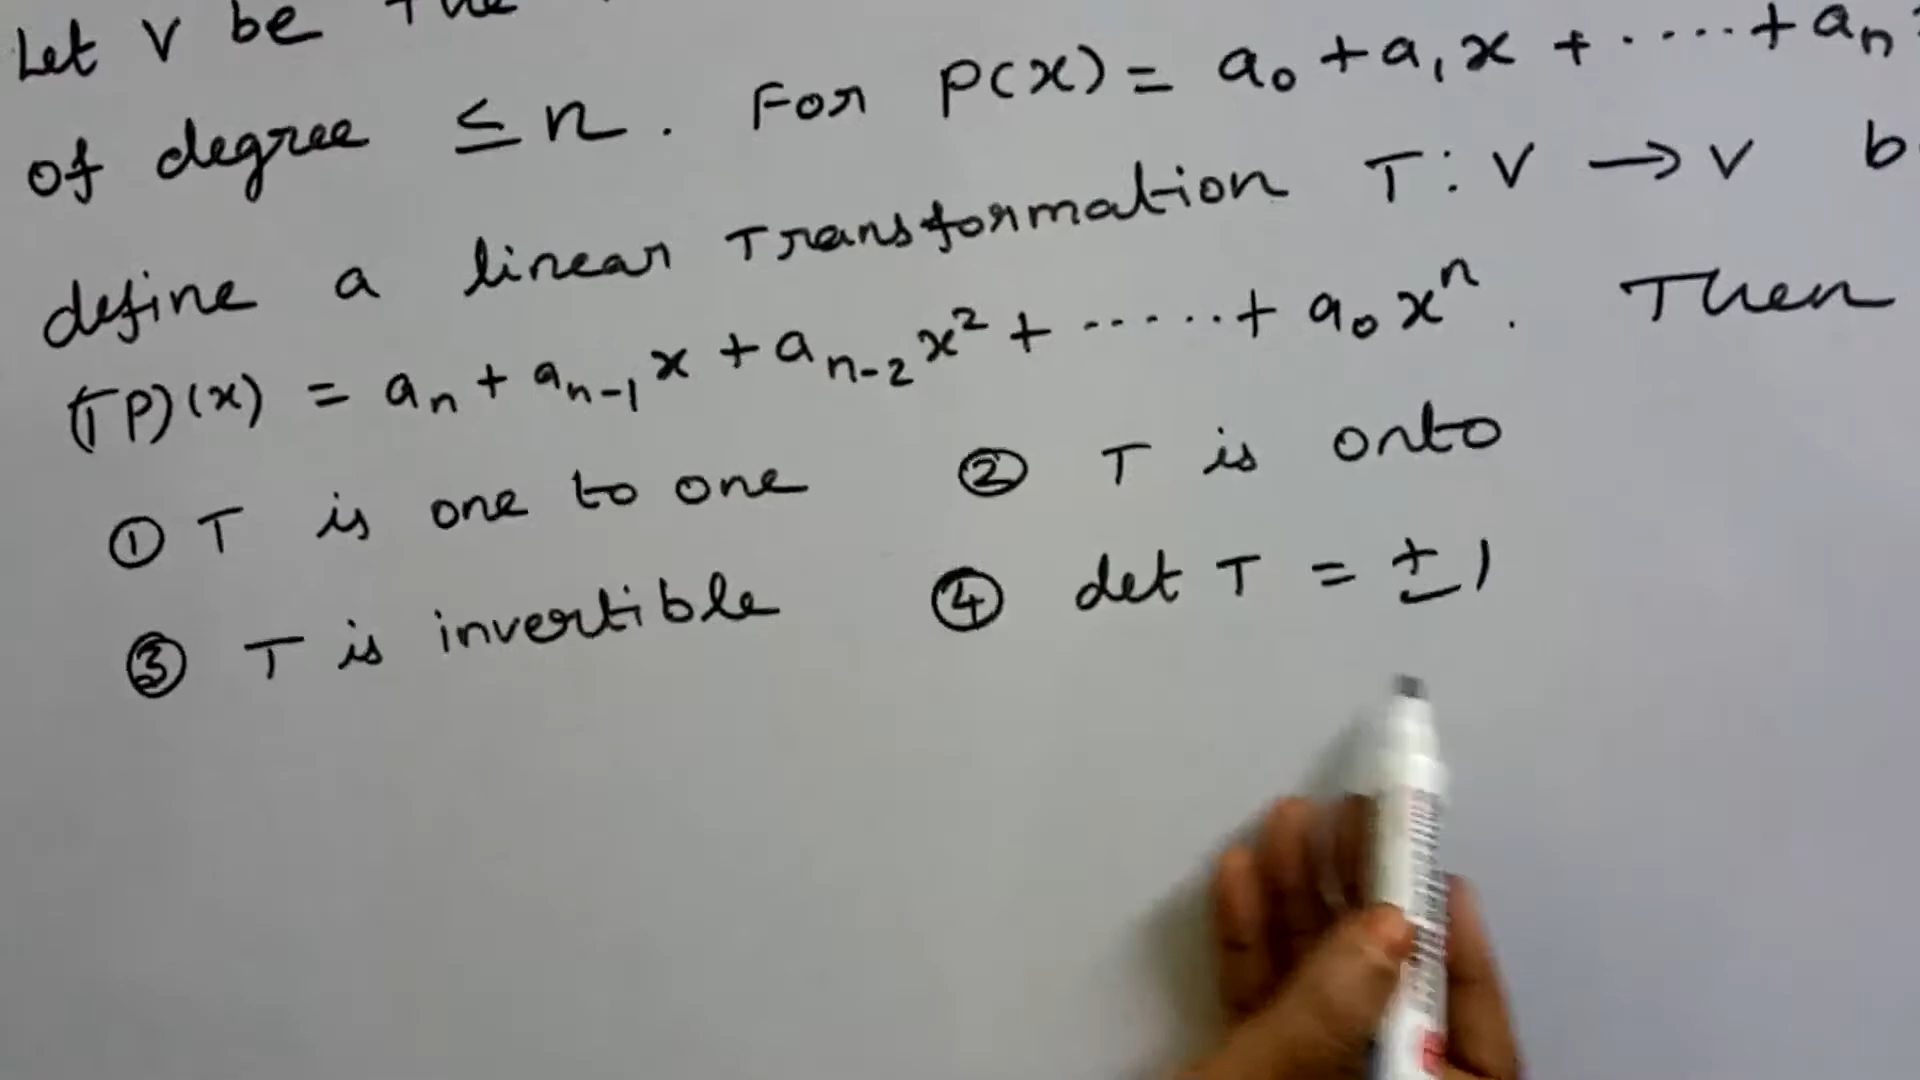 Let V be the
of degree ≤ n. For P(x) = a₀ + a₁x + ..... + aₙ
define a linear Transformation T: V → V b
(TP)(x) = aₙ + aₙ₋₁x + aₙ₋₂x² + ...... + a₀xⁿ. Then
① T is one to one ② T is onto
③ T is invertible ④ det T = ±1